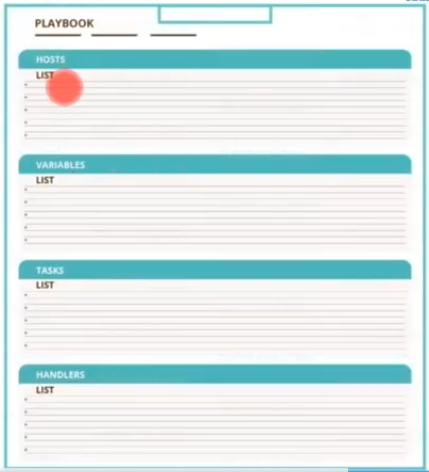 PLAYBOOK
HOSTS
LIST
VARIABLES
LIST
TASKS
LIST
HANDLERS
LIST